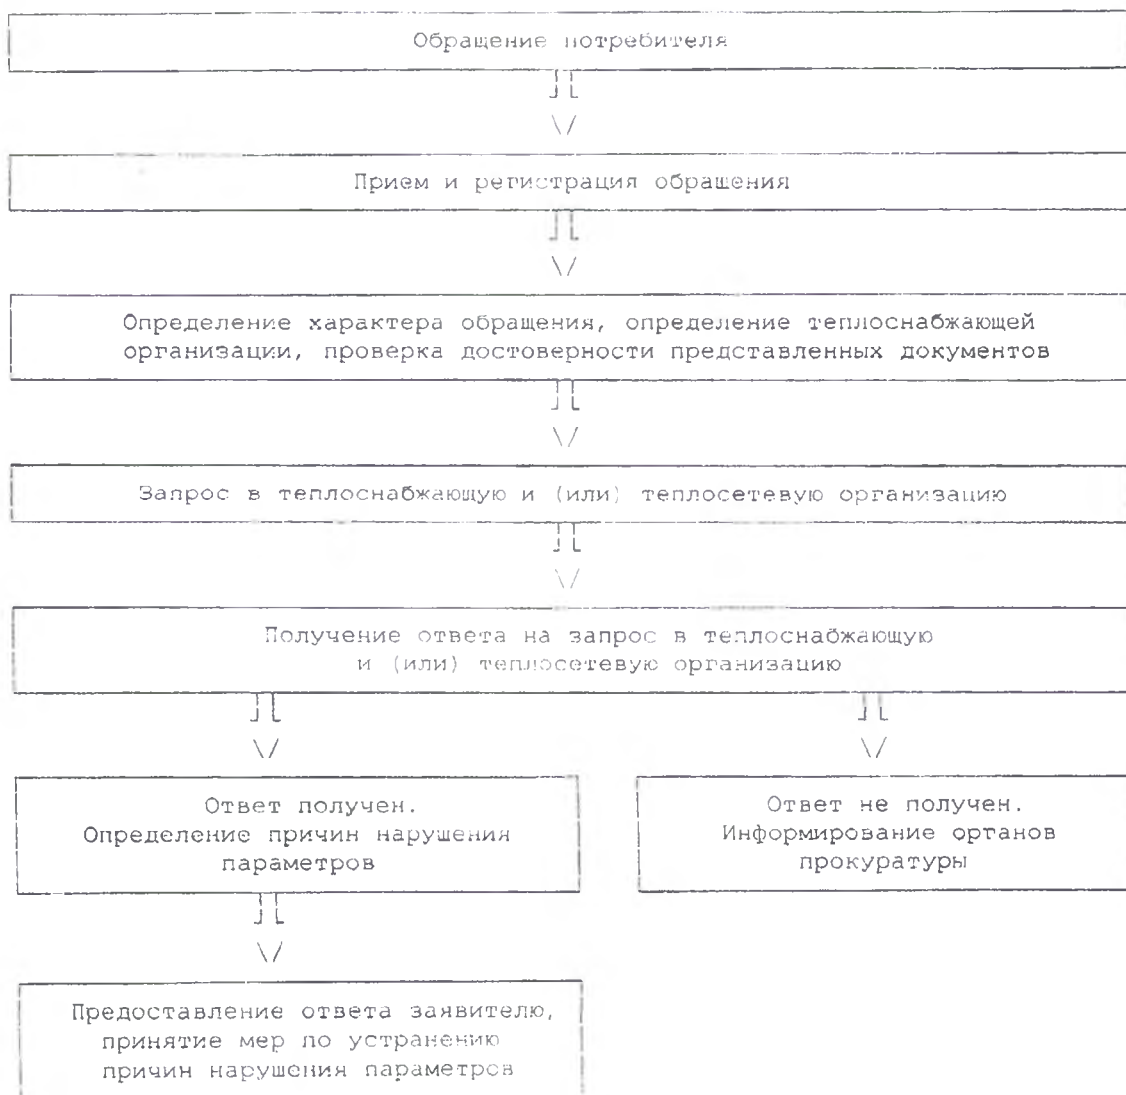 Обращение потребителя
Прием и регистрация обращения
Определение характера обращения, определение теплоснабжающей
организации, проверка достоверности представленных документов
Запрос в теплоснабжающую и (или) теплосетевую организацию
Получение ответа на запрос в теплоснабжающую
и (или) теплосетевую организацию
Ответ получен.
Определение причин нарушения
параметров
Ответ не получен.
Информирование органов
прокуратуры
Предоставление ответа заявителю,
принятие мер по устранению
причин нарушения параметров